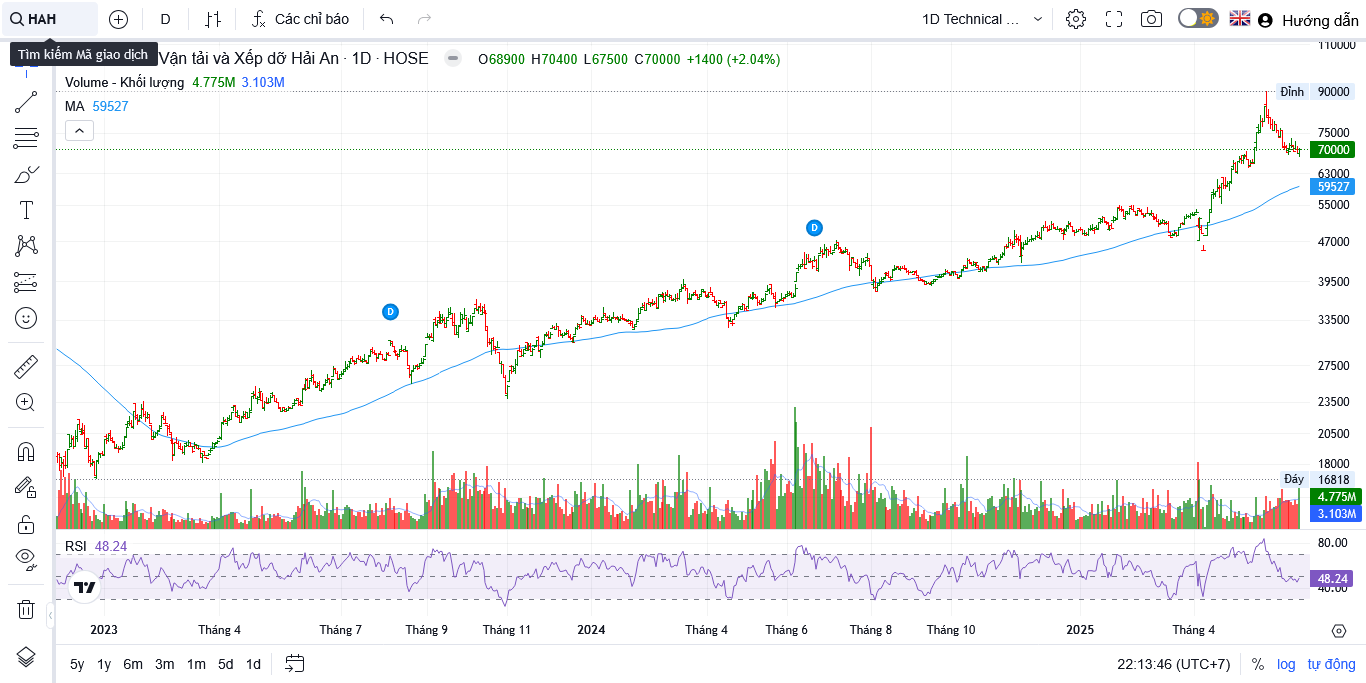 HAH
D
Các chỉ báo
1D Technical ...
Hướng dẫn
Tìm kiếm Mã giao dịch
Vận tải và Xếp dỡ Hải An · 1D · HOSE
O68900 H70400 L67500 C70000 +1400 (+2.04%)
Volume - Khối lượng 4.775M 3.103M
MA 59527
110000
Đỉnh 90000
75000
70000
63000
59527
55000
47000
39500
33500
27500
23500
20500
18000
Đáy 16818
4.775M
3.103M
D
D
RSI 48.24
80.00
48.24
40.00
2023 Tháng 4 Tháng 7 Tháng 9 Tháng 11 2024 Tháng 4 Tháng 6 Tháng 8 Tháng 10 2025 Tháng 4
5y 1y 6m 3m 1m 5d 1d
22:13:46 (UTC+7) % log tự động